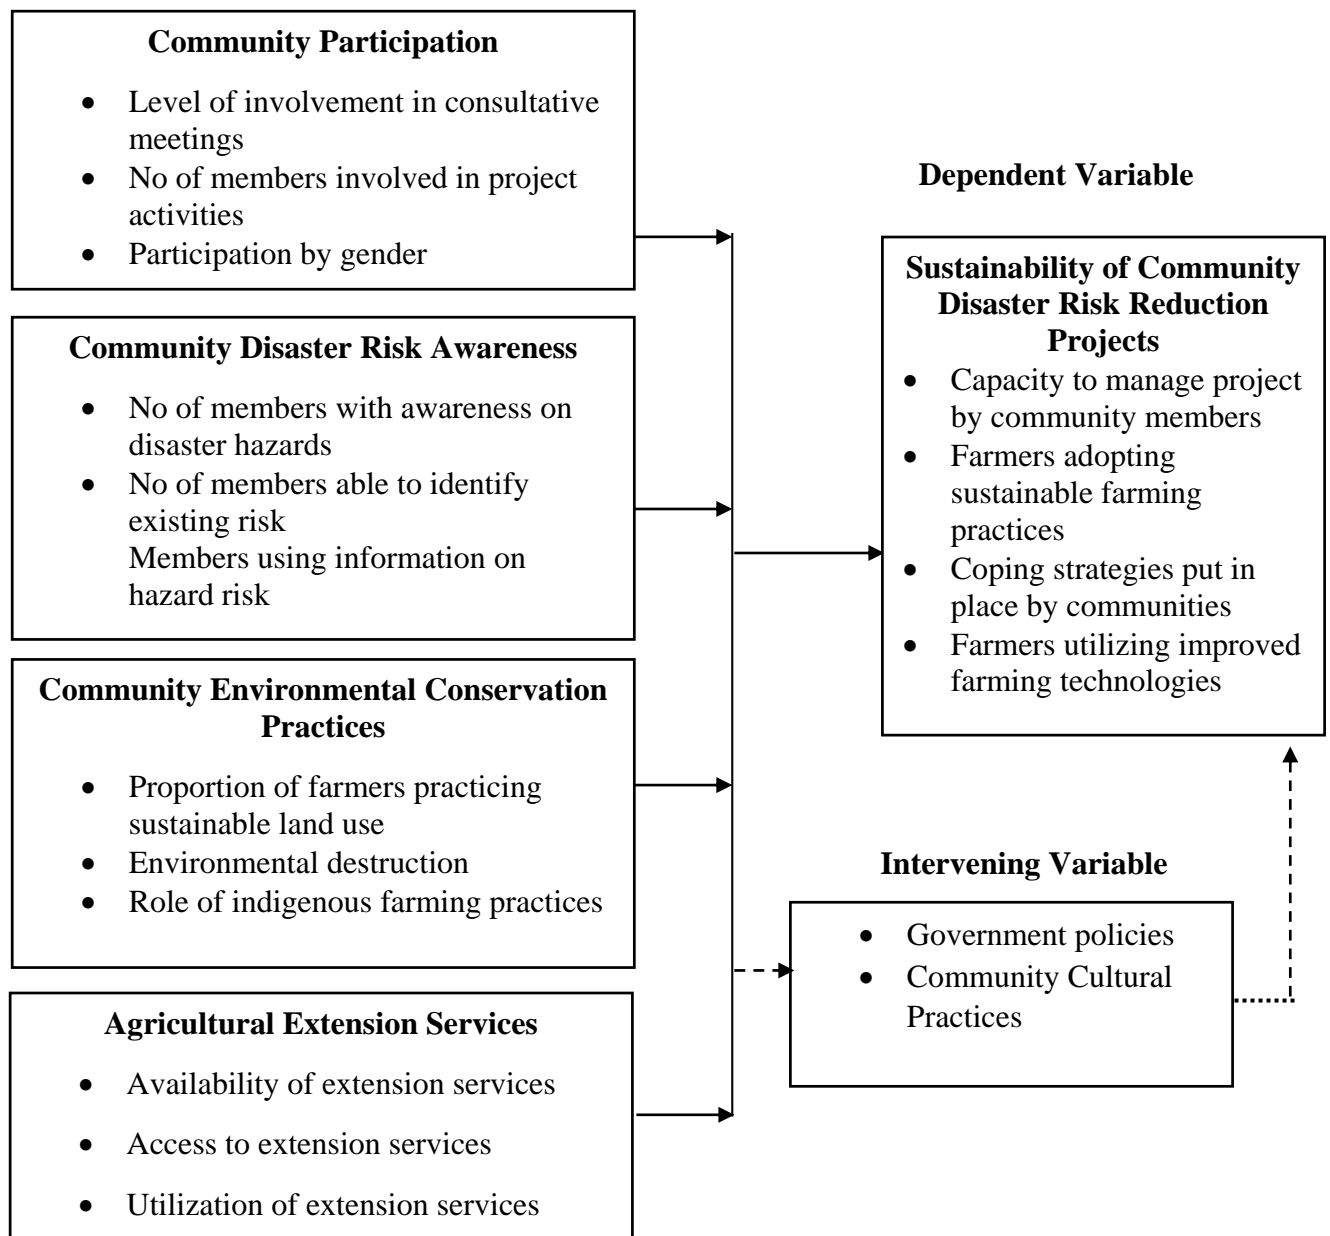 Community Participation
• Level of involvement in consultative
meetings
• No of members involved in project
activities
• Participation by gender
Community Disaster Risk Awareness
• No of members with awareness on
disaster hazards
• No of members able to identify
existing risk
Members using information on
hazard risk
Community Environmental Conservation
Practices
• Proportion of farmers practicing
sustainable land use
• Environmental destruction
• Role of indigenous farming practices
Agricultural Extension Services
• Availability of extension services
• Access to extension services
• Utilization of extension services
Dependent Variable
Sustainability of Community
Disaster Risk Reduction
Projects
• Capacity to manage project
by community members
• Farmers adopting
sustainable farming
practices
• Coping strategies put in
place by communities
• Farmers utilizing improved
farming technologies
Intervening Variable
• Government policies
• Community Cultural
Practices